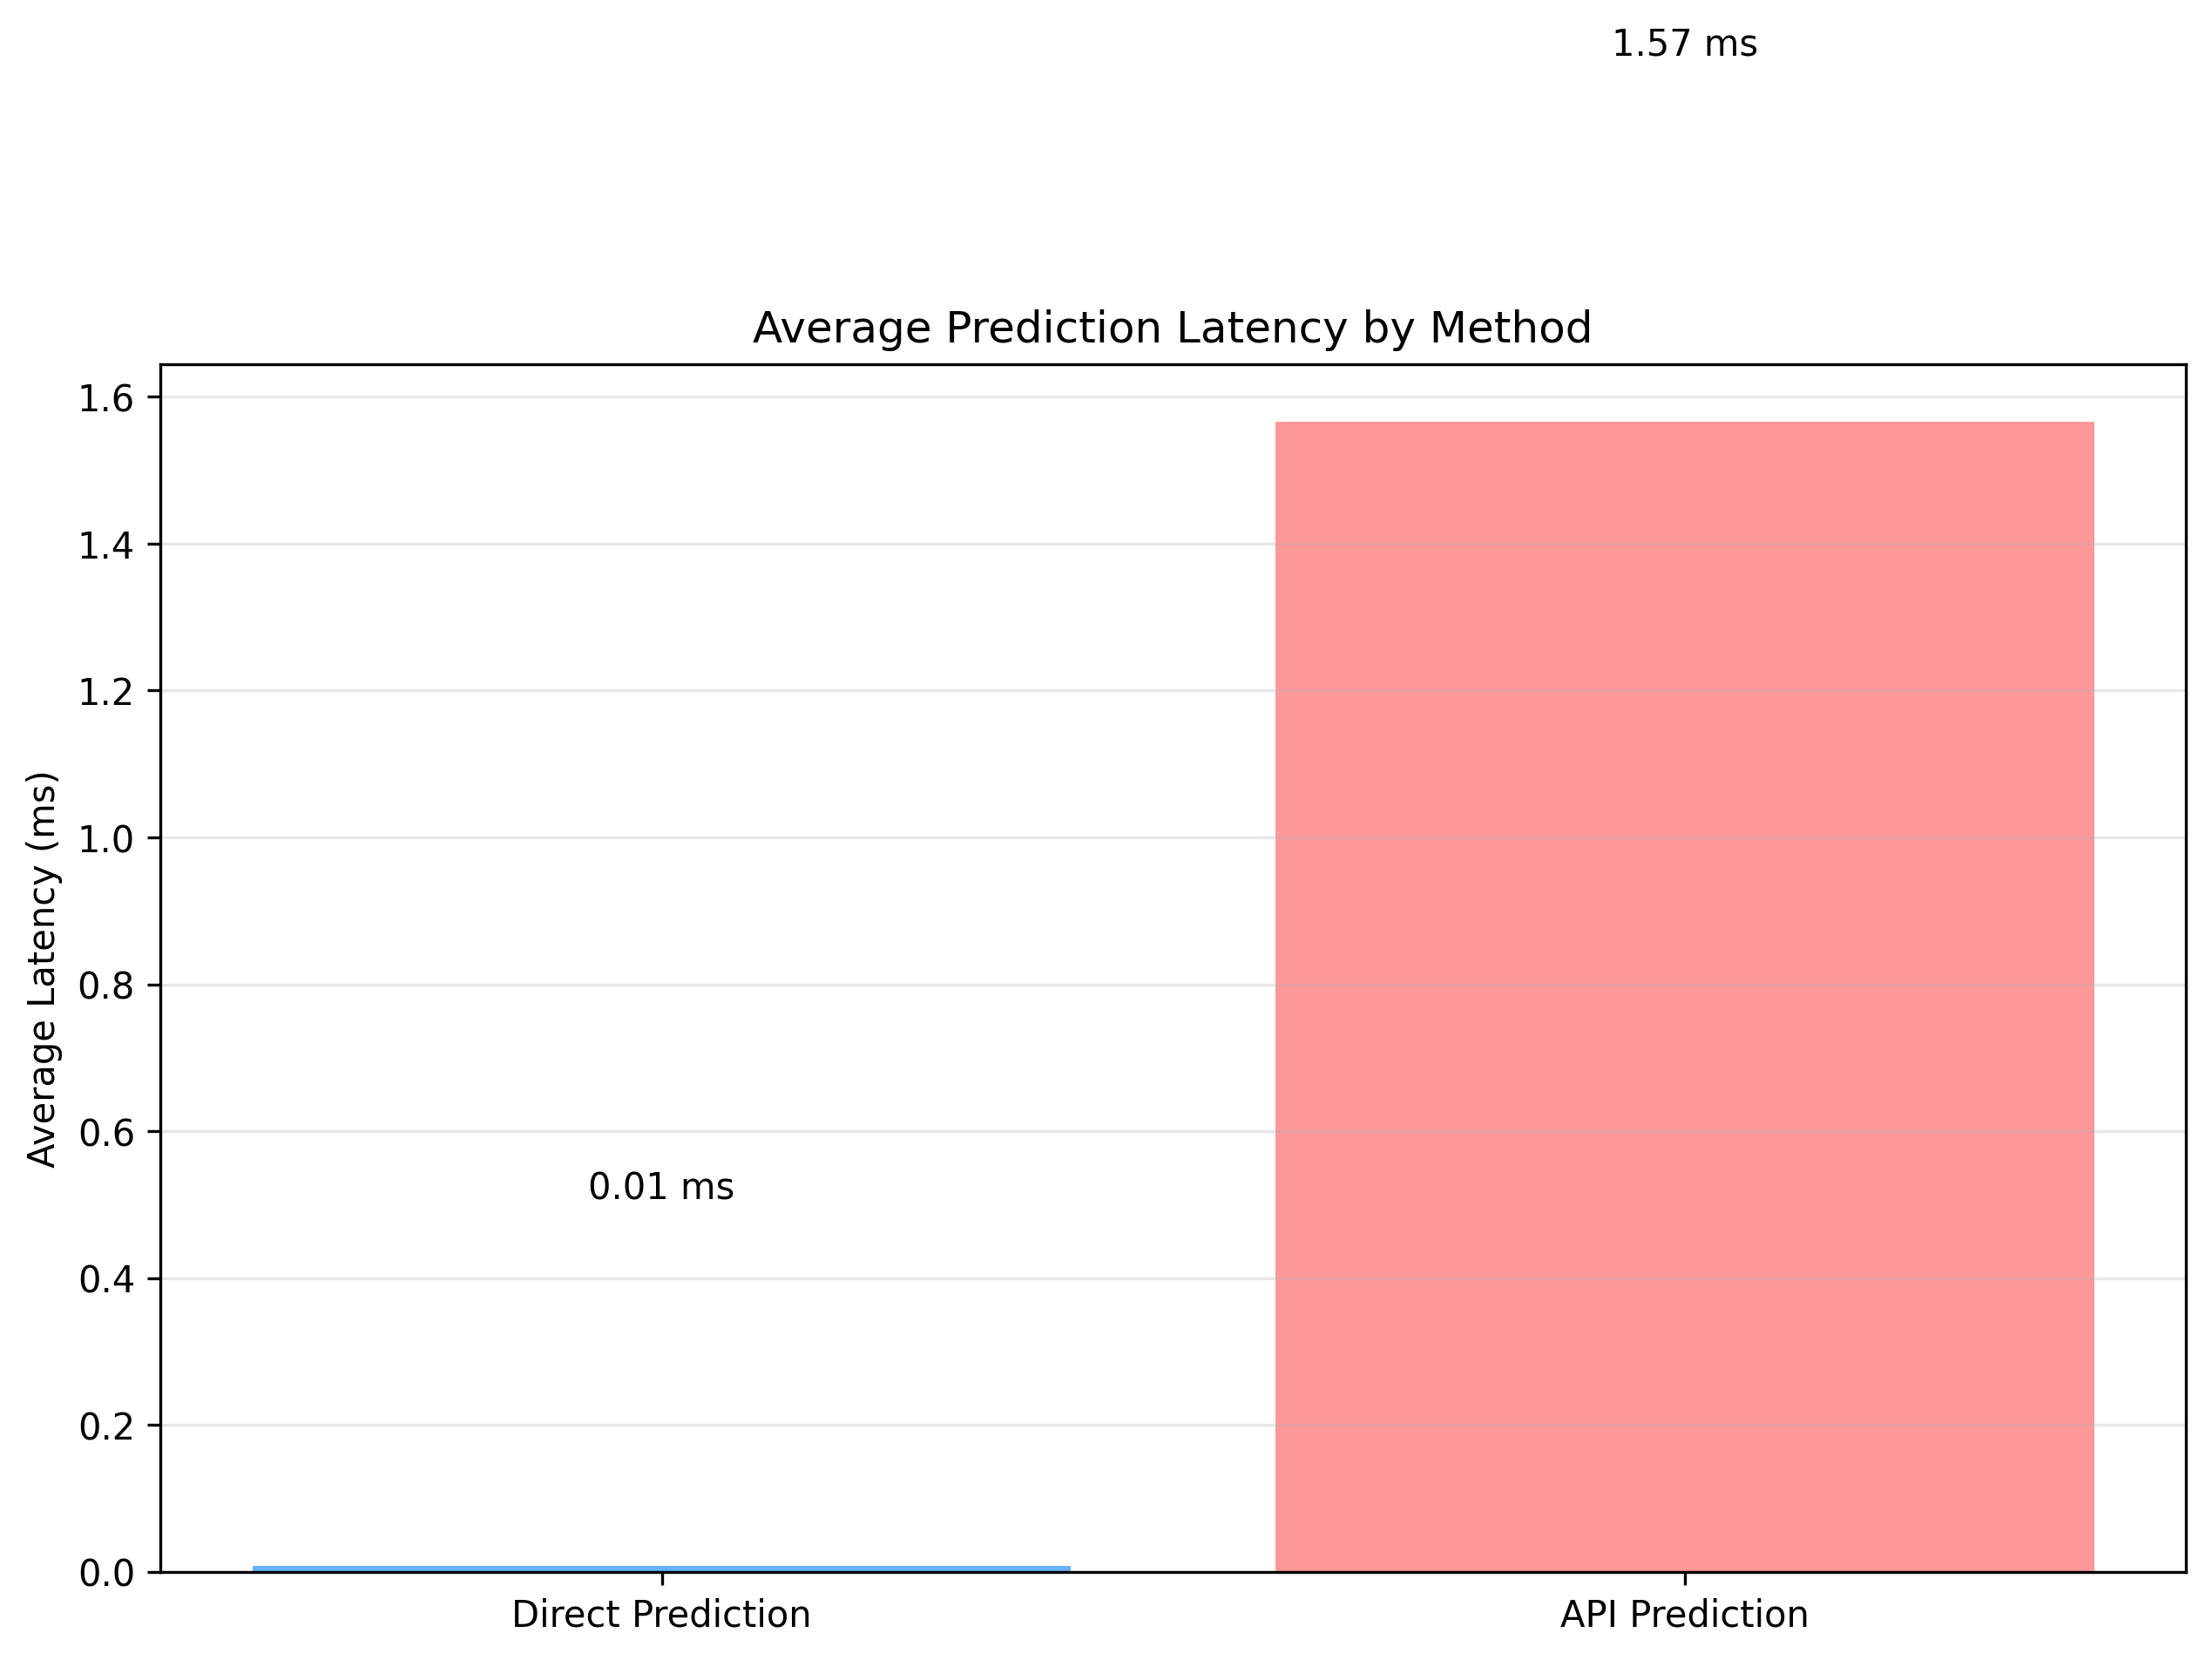 1.57 ms
Average Prediction Latency by Method
Average Latency (ms)
1.6
1.4
1.2
1.0
0.8
0.6
0.4
0.2
0.0
0.01 ms
Direct Prediction
API Prediction